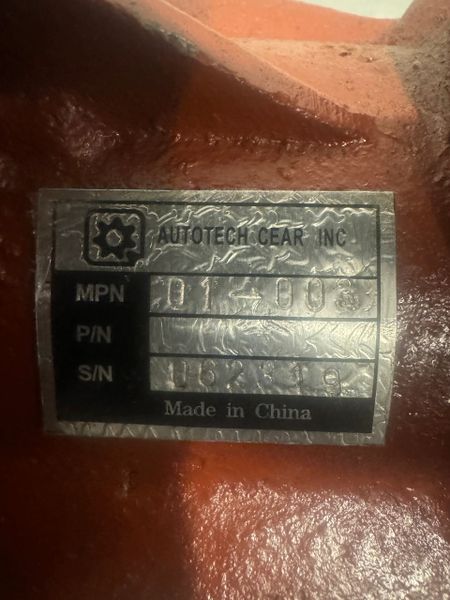 AUTOTECH GEAR INC
MPN 01-003
P/N
S/N
Made in China